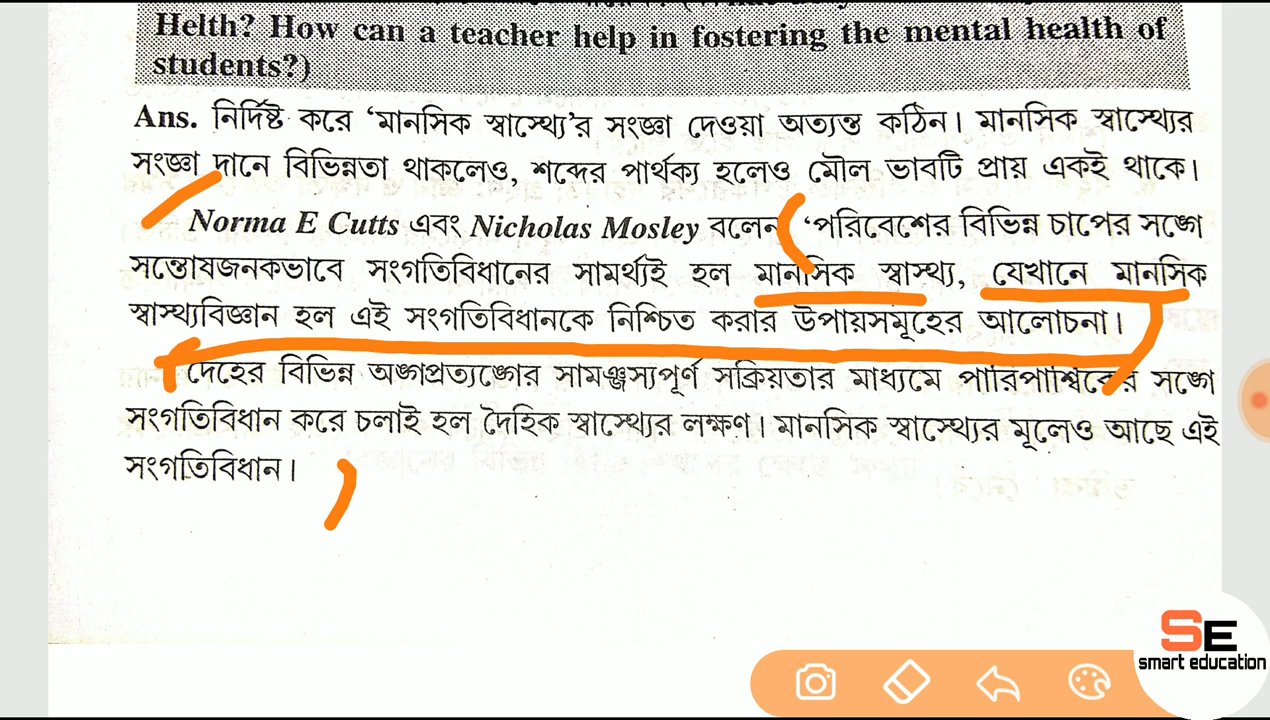 Helth? How can a teacher help in fostering the mental health of
students?)
Ans. নির্দিষ্ট করে ‘মানসিক স্বাস্থ্যে’র সংজ্ঞা দেওয়া অত্যন্ত কঠিন। মানসিক স্বাস্থ্যের
সংজ্ঞা দানে বিভিন্নতা থাকলেও, শব্দের পার্থক্য হলেও মৌল ভাবটি প্রায় একই থাকে।
Norma E Cutts এবং Nicholas Mosley বলেন ‘পরিবেশের বিভিন্ন চাপের সঙ্গে
সন্তোষজনকভাবে সংগতিবিধানের সামর্থ্যই হল মানসিক স্বাস্থ্য, যেখানে মানসিক
স্বাস্থ্যবিজ্ঞান হল এই সংগতিবিধানকে নিশ্চিত করার উপায়সমূহের আলোচনা।
দেহের বিভিন্ন অঙ্গপ্রত্যঙ্গের সামঞ্জস্যপূর্ণ সক্রিয়তার মাধ্যমে পারিপার্শ্বিকের সঙ্গে
সংগতিবিধান করে চলাই হল দৈহিক স্বাস্থ্যের লক্ষণ। মানসিক স্বাস্থ্যের মূলেও আছে এই
সংগতিবিধান।
SE
smart education